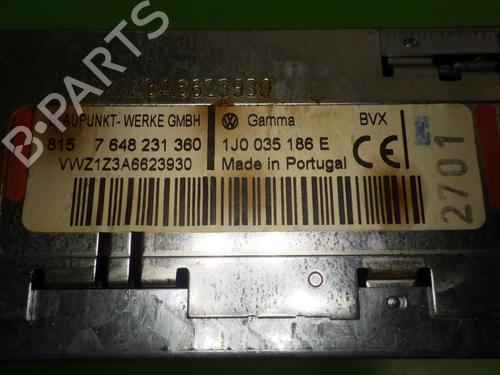 B-PARTS
VWZ1Z3A6623930
AUPUNKT-WERKE GMBH
Gamma
BVX
815 7 648 231 360
1J0 035 186 E
CE
VWZ1Z3A6623930
Made in Portugal
2701